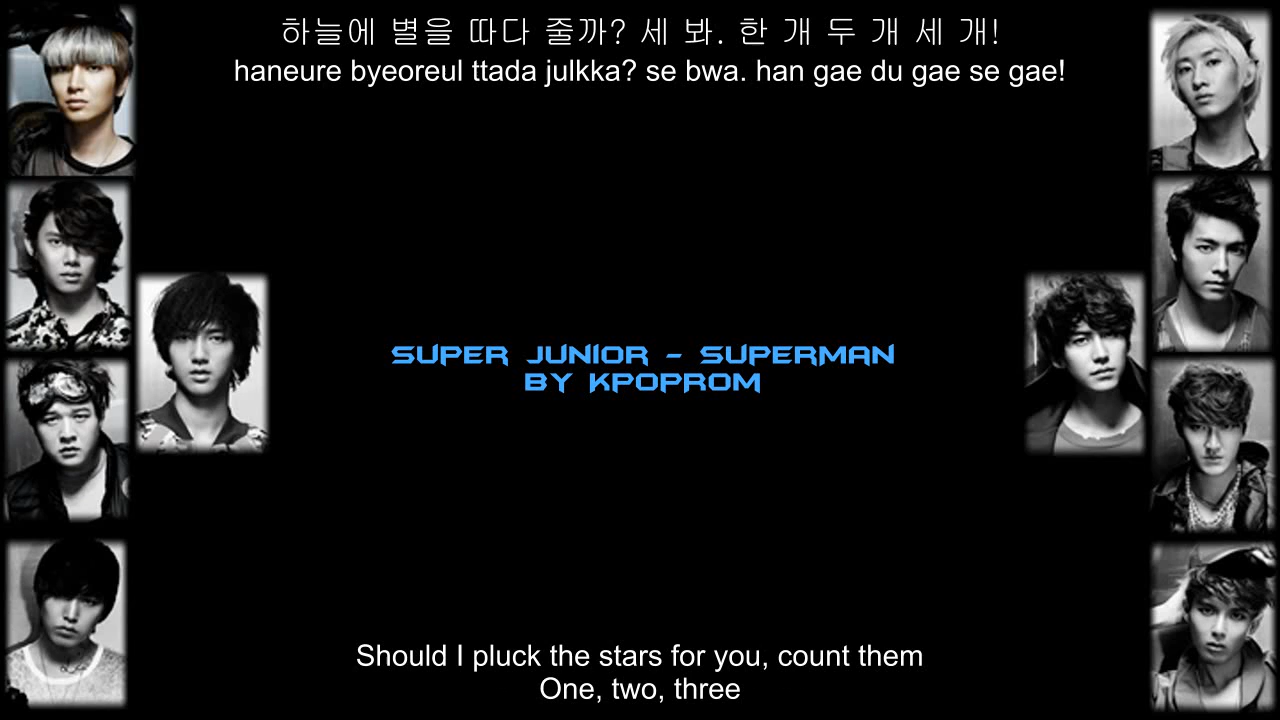 하늘에 별을 따다 줄까? 세 봐. 한 개 두 개 세 개!
haneure byeoreul ttada julkka? se bwa. han gae du gae se gae!
SUPER JUNIOR - SUPERMAN
BY KPOPROM
Should I pluck the stars for you, count them
One, two, three